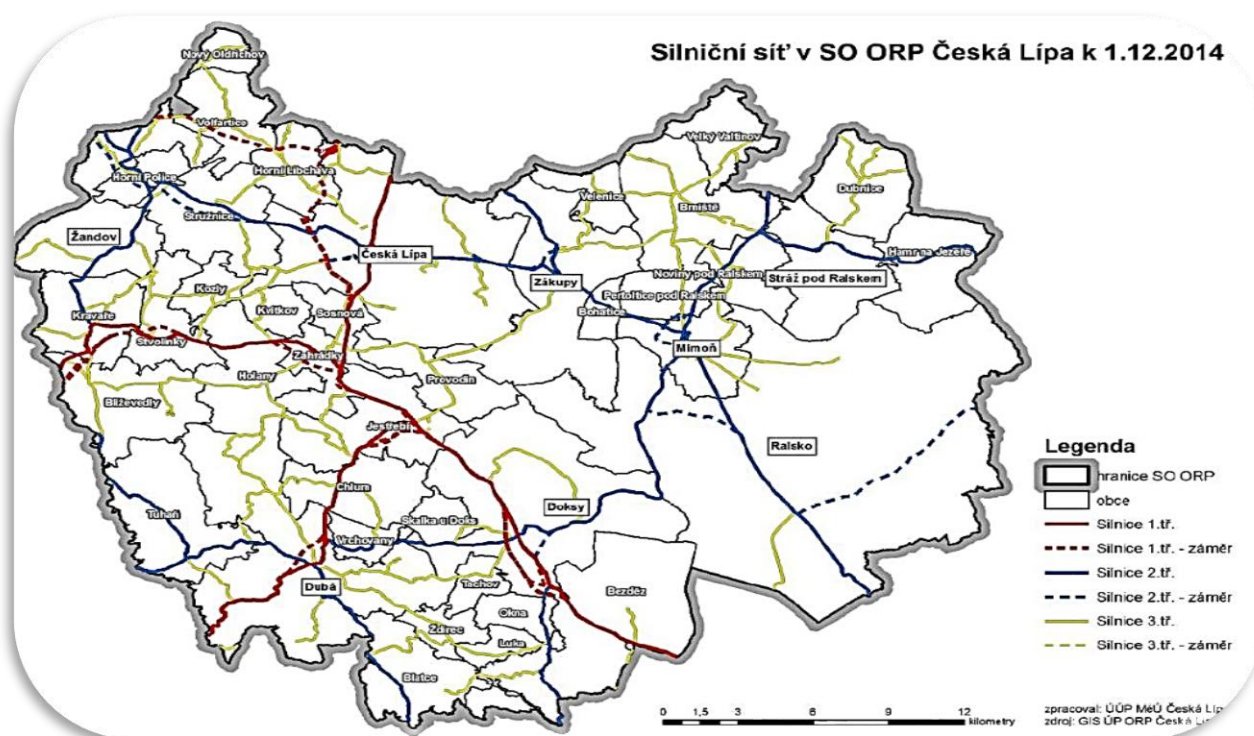 Silniční síť v SO ORP Česká Lípa k 1.12.2014
Nový Oldřichov
Volfartice
Velký Valtinov
Horní Police
Horní Libchava
Velenice
Brniště
Dubnice
Stružnice
Žandov
Česká Lípa
Hamr na Jezeře
Zákupy
Noviny pod Ralskem
Stráž pod Ralskem
Kozly
Kvítkov
Sosnová
Pertoltice pod Ralskem
Bohatice
Kravaře
Stvolínky
Zahrádky
Mimoň
Holany
Provodín
Blíževedly
Jestřebí
Ralsko
Chlum
Doksy
Tuhaň
Skalka u Doks
Vrchovany
Dubá
Tachov
Bezděz
Okna
Ždírec
Luka
Blatce
Legenda
hranice SO ORP
obce
Silnice 1.tř.
Silnice 1.tř. - záměr
Silnice 2.tř.
Silnice 2.tř. - záměr
Silnice 3.tř.
Silnice 3.tř. - záměr
0 1,5 3 6 9 12
kilometry
zpracoval: ÚÚP MěÚ Česká Líp
zdroj: GIS ÚP ORP Česká